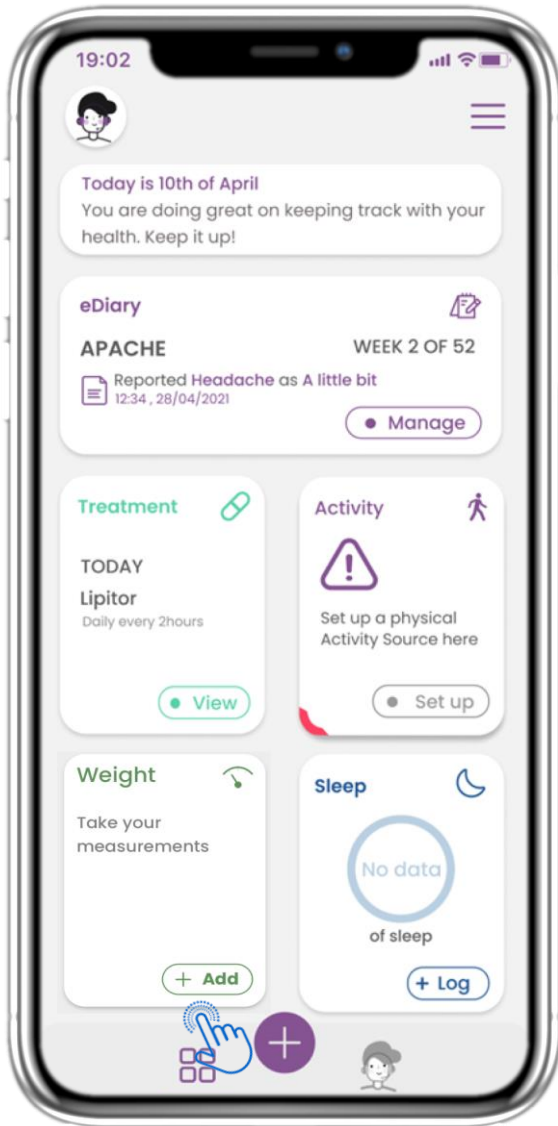 19:02
Today is 10th of April
You are doing great on keeping track with your
health. Keep it up!
eDiary
APACHE
WEEK 2 OF 52
Reported Headache as A little bit
12:34 , 28/04/2021
Manage
Treatment
TODAY
Lipitor
Daily every 2hours
View
Activity
Set up a physical
Activity Source here
Set up
Weight
Take your
measurements
+ Add
Sleep
No data
of sleep
+ Log